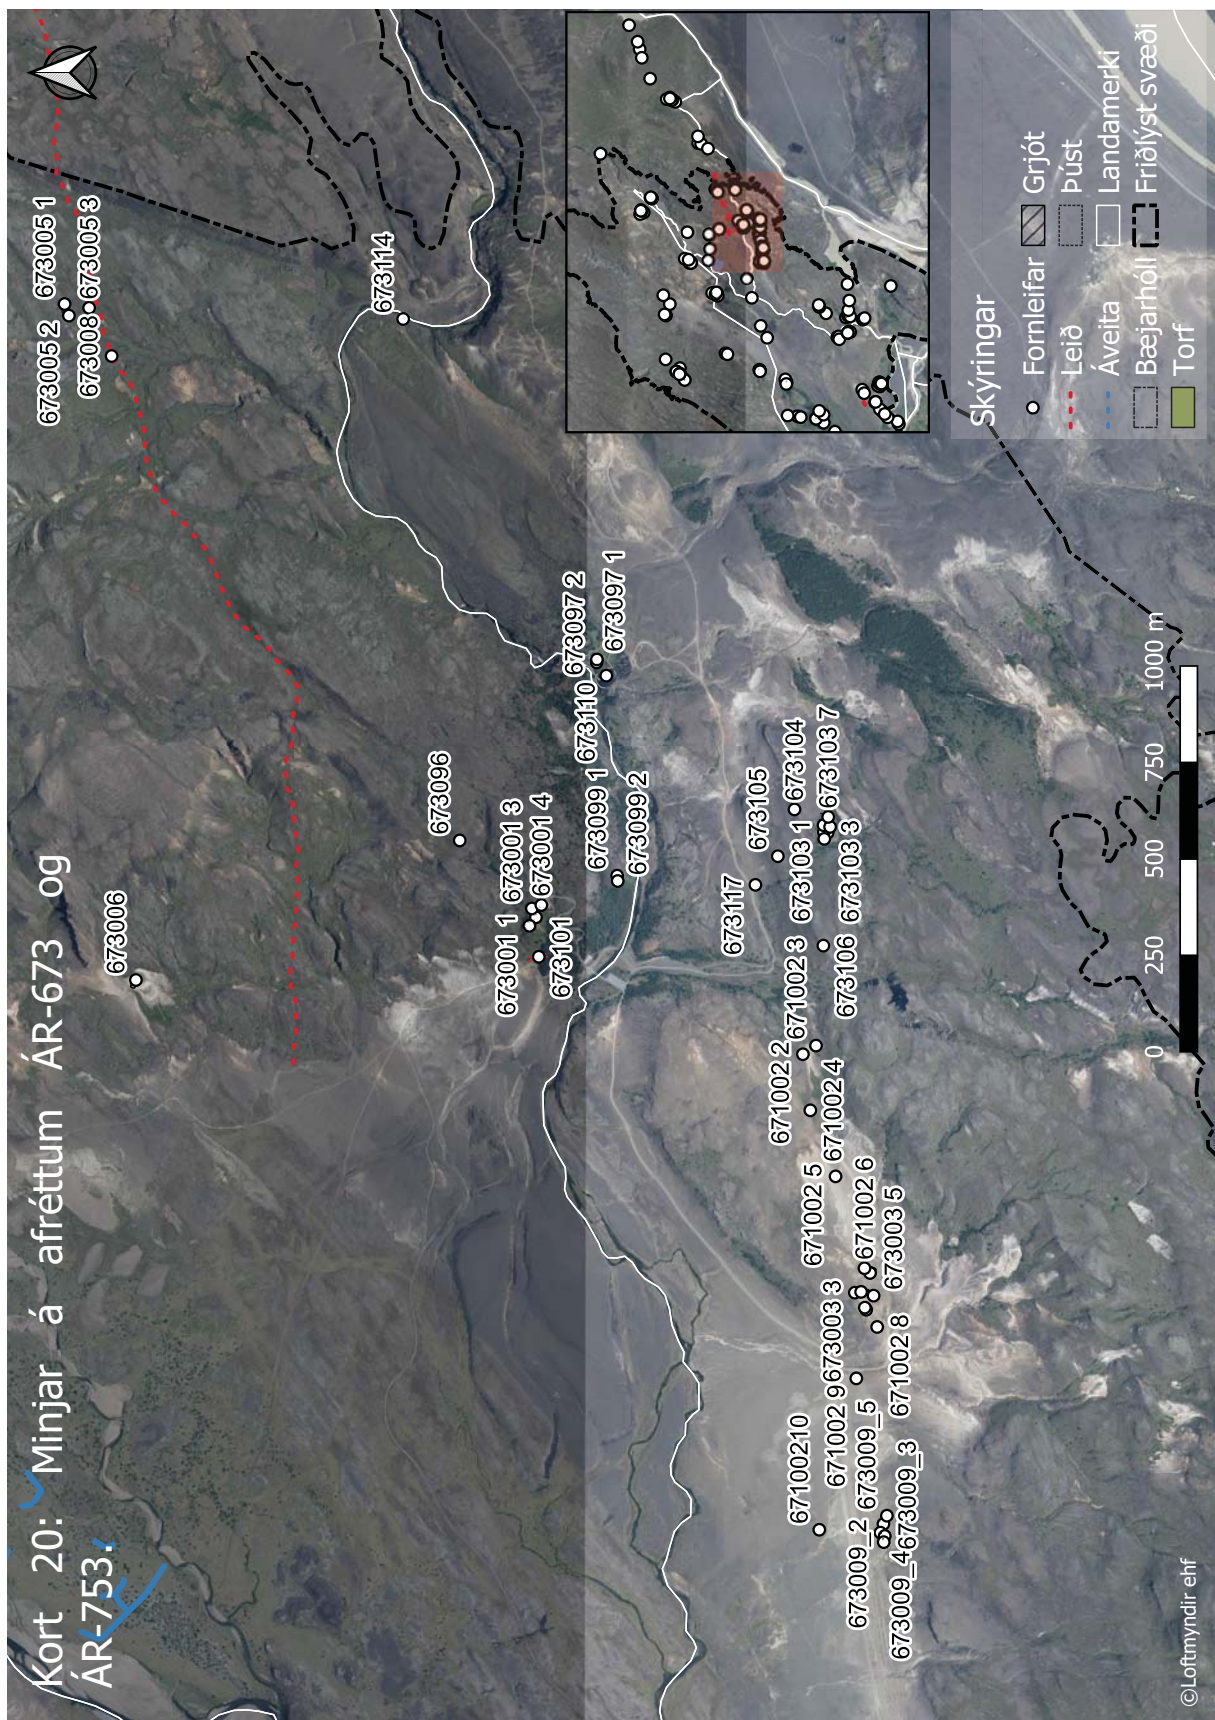 Kort 20: Minjar á afréttum ÁR-673 og
ÁR-753.
673005 1
673005 2
673005 3
673008
673114
673006
673096
673001 3
673001 4
673001 1
673101
673097 2
673097 1
673110
673099 1
673099 2
673105
673104
673103 7
673103 1
673103 3
673117
673106
671002 3
671002 2
671002 4
671002 5
671002 6
673003 5
673003 3
671002 8
671002 9
67100210
673009_5
673009_3
673009_2
673009_4
Skýringar
Fornleifar
Leið
Áveita
Bæjarhóll
Torf
Grjót
Þúst
Landamerki
Friðlýst svæði
0 250 500 750 1000 m
©Loftmyndir ehf